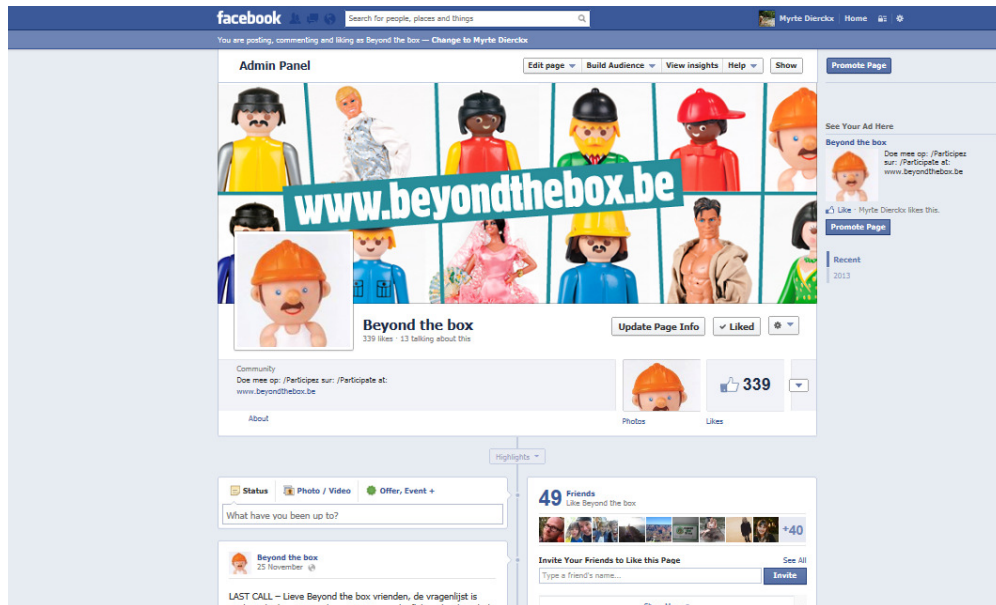 facebook
Search for people, places and things
Myrte Dierckx Home
You are posting, commenting and liking as Beyond the box — Change to Myrte Dierckx
Admin Panel
Edit page Build Audience View insights Help Show
Promote Page
www.beyondthebox.be
See Your Ad Here
Beyond the box
Doe mee op: /Participez
sur: /Participate at:
www.beyondthebox.be
Like · Myrte Dierckx likes this.
Promote Page
Recent
2013
Beyond the box
339 likes · 13 talking about this
Update Page Info
Liked
Community
Doe mee op: /Participez sur: /Participate at:
www.beyondthebox.be
About
339
Photos
Likes
Highlights
Status Photo / Video Offer, Event +
What have you been up to?
Beyond the box
25 November
LAST CALL – Lieve Beyond the box vrienden, de vragenlijst is
49 Friends
Like Beyond the box
+40
Invite Your Friends to Like this Page See All
Type a friend's name... Invite